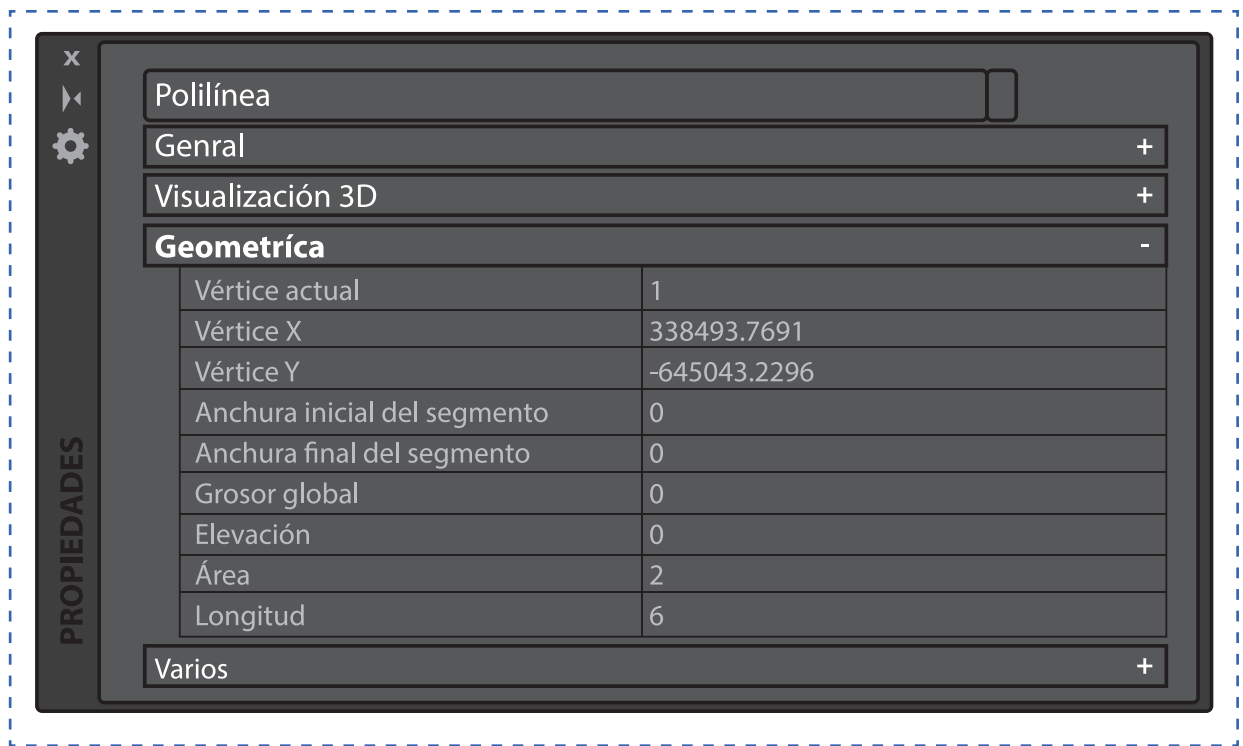 x
Polilínea
Genral +
Visualización 3D +
Geometríca -
Vértice actual 1
Vértice X 338493.7691
Vértice Y -645043.2296
Anchura inicial del segmento 0
Anchura final del segmento 0
Grosor global 0
Elevación 0
Área 2
Longitud 6
Varios +
PROPIEDADES